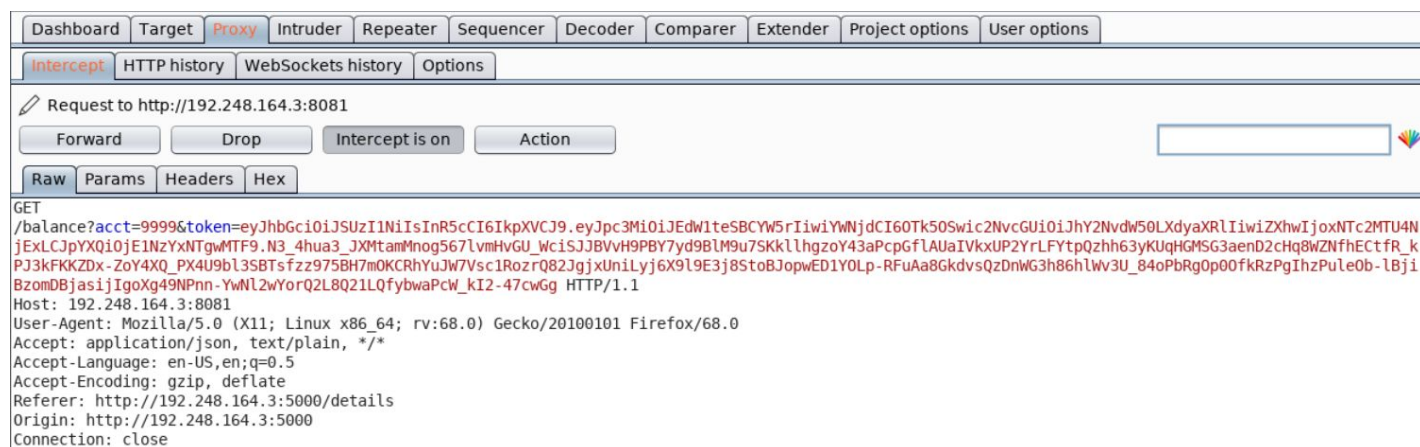 Dashboard Target Proxy Intruder Repeater Sequencer Decoder Comparer Extender Project options User options
Intercept HTTP history WebSockets history Options
Request to http://192.248.164.3:8081
Forward Drop Intercept is on Action
Raw Params Headers Hex
GET
/balance?acct=9999&token=eyJhbGciOiJSUzI1NiIsInR5cCI6IkpXVCJ9.eyJpc3MiOiJEdW1teSBCYW5rIiwiYWNjdCI6OTk5OSwic2NvcGUiOiJhY2NvdW50LXdyaXRlIiwiZXhwIjoxNTc2MTU4N
jExLCJpYXQiOjE1NzYxNTgwMTF9.N3_4hua3_JXMtamMnog567lvmHvGU_WciSJJBVvH9PBY7yd9BlM9u7SKkllhgzoY43aPcpGflAUaIVkxUP2YrLFYtpQzhh63yKUqHGMSG3aenD2cHq8WZNfhECtfR_k
PJ3kFKKZDx-ZoY4XQ_PX4U9bl3SBTsfzz975BH7mOKCRhYuJW7Vsc1RozrQ82JgjxUniLyj6X9l9E3j8StoBJopwED1YOLp-RFuAa8GkdvsQzDnWG3h86hlWv3U_84oPbRgOp0OfkRzPgIhzPuleOb-lBji
BzomDBjasijIgoXg49NPnn-YwNl2wYorQ2L8Q21LQfybwaPcW_kI2-47cwGg HTTP/1.1
Host: 192.248.164.3:8081
User-Agent: Mozilla/5.0 (X11; Linux x86_64; rv:68.0) Gecko/20100101 Firefox/68.0
Accept: application/json, text/plain, */*
Accept-Language: en-US,en;q=0.5
Accept-Encoding: gzip, deflate
Referer: http://192.248.164.3:5000/details
Origin: http://192.248.164.3:5000
Connection: close